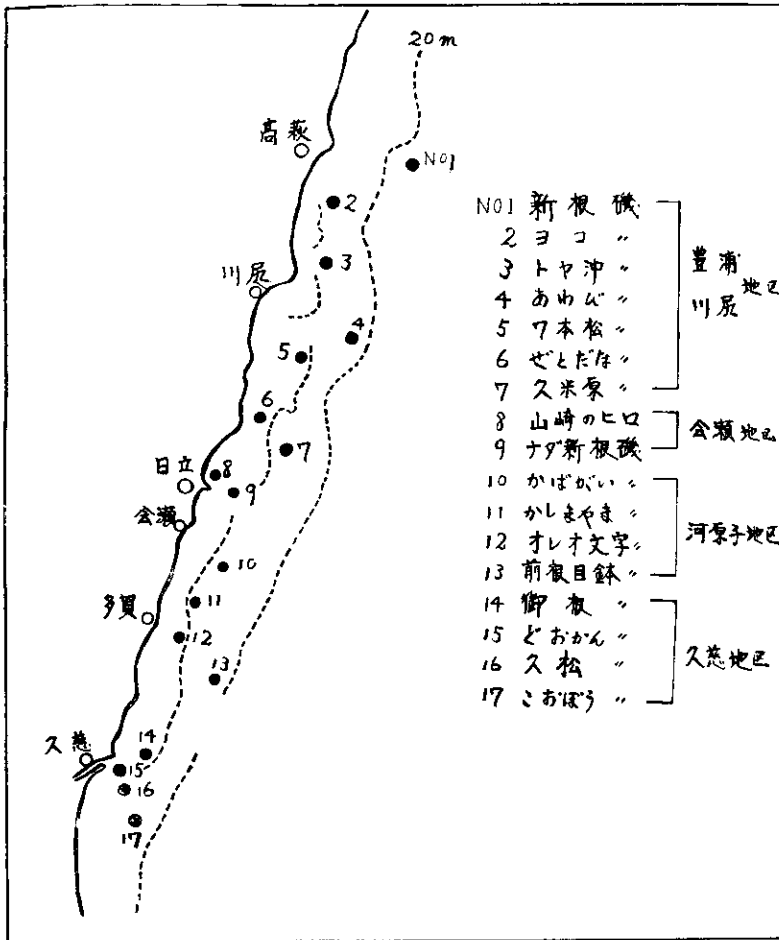 20m
高萩
NO1
2
3
川尻
4
5
6
7
日立
8
9
会瀬
10
11
多賀
12
13
久慈
14
15
16
17
NO1 新根磯
2 ヨコ 〃
3 トヤ沖 〃
4 あわび 〃
5 7本松 〃
6 ぜとだな 〃
7 久米原 〃
豊浦
川尻
地区
8 山崎のヒロ
9 ナダ新根磯
会瀬地区
10 かばがい 〃
11 かしまやま 〃
12 オレオ文字 〃
13 前根目鉢 〃
河原子地区
14 御根 〃
15 どおかん 〃
16 久松 〃
17 こおぼう 〃
久慈地区